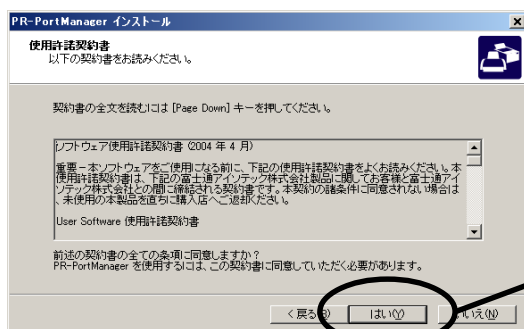 PR-PortManager インストール
使用許諾契約書
以下の契約書をお読みください。
契約書の全文を読むには [Page Down] キーを押してください。
ソフトウェア使用許諾契約書 (2004 年 4 月)
重要－本ソフトウェアをご使用になる前に、下記の使用許諾契約書をよくお読みください。本
使用許諾契約書は、下記の富士通アイソテック株式会社製品に関してお客様と富士通アイ
ソテック株式会社との間に締結される契約書です。本契約の諸条件に同意されない場合は
、未使用の本製品を直ちに購入店へご返却ください。
User Software 使用許諾契約書
前述の契約書の全ての条項に同意しますか？
PR-PortManager を使用するには、この契約書に同意していただく必要があります。
< 戻る(B) はい(Y) いいえ(N)